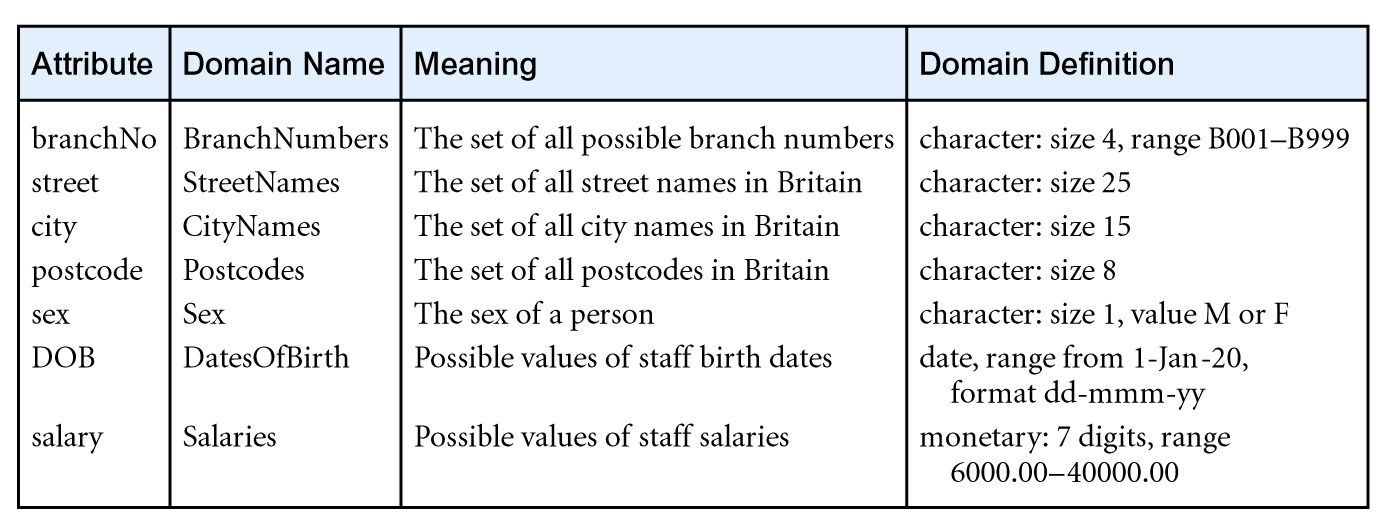 Attribute Domain Name Meaning Domain Definition
branchNo BranchNumbers The set of all possible branch numbers character: size 4, range B001–B999
street StreetNames The set of all street names in Britain character: size 25
city CityNames The set of all city names in Britain character: size 15
postcode Postcodes The set of all postcodes in Britain character: size 8
sex Sex The sex of a person character: size 1, value M or F
DOB DatesOfBirth Possible values of staff birth dates date, range from 1-Jan-20,
format dd-mmm-yy
salary Salaries Possible values of staff salaries monetary: 7 digits, range
6000.00–40000.00